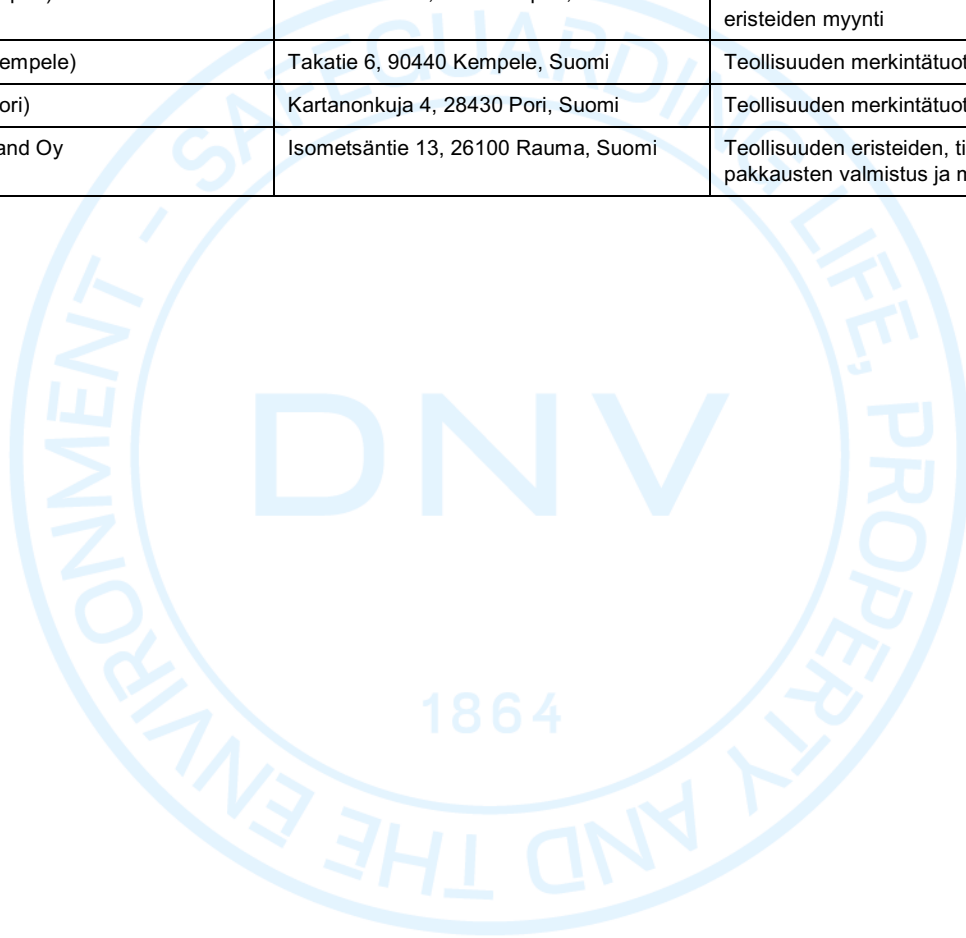 eristeiden myynti
empele)
Takatie 6, 90440 Kempele, Suomi
Teollisuuden merkintätuot
ori)
Kartanonkuja 4, 28430 Pori, Suomi
Teollisuuden merkintätuot
and Oy
Isometsäntie 13, 26100 Rauma, Suomi
Teollisuuden eristeiden, ti
pakkausten valmistus ja m
SAFEGUARDING LIFE, PROPERTY AND THE ENVIRONMENT –
DNV
1864